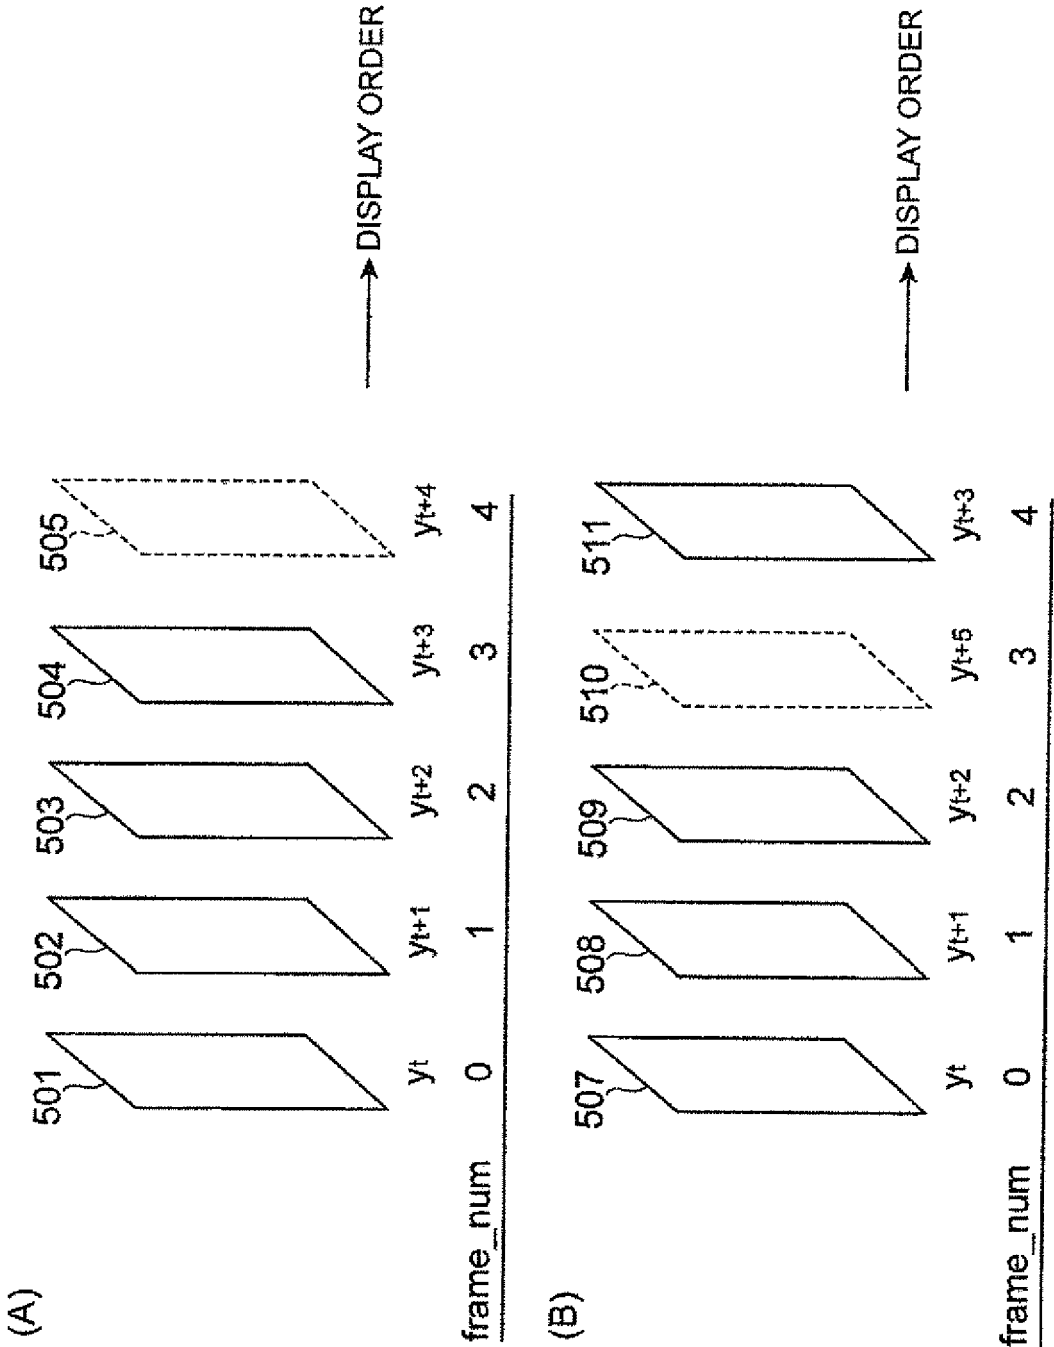 (A)
501 502 503 504 505
yt yt+1 yt+2 yt+3 yt+4
→ DISPLAY ORDER
frame_num 0 1 2 3 4
(B)
507 508 509 510 511
yt yt+1 yt+2 yt+5 yt+3
→ DISPLAY ORDER
frame_num 0 1 2 3 4